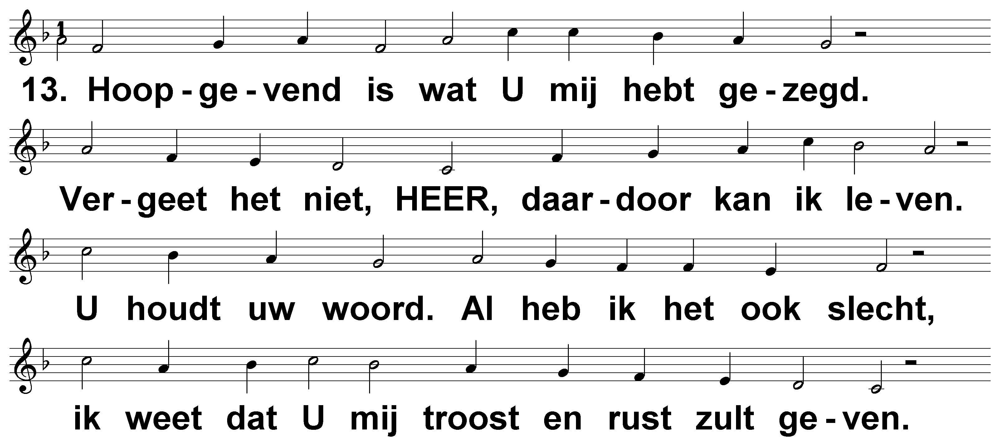 1
13. Hoop - ge - vend is wat U mij hebt ge - zegd.
Ver - geet het niet, HEER, daar - door kan ik le - ven.
U houdt uw woord. Al heb ik het ook slecht,
ik weet dat U mij troost en rust zult ge - ven.